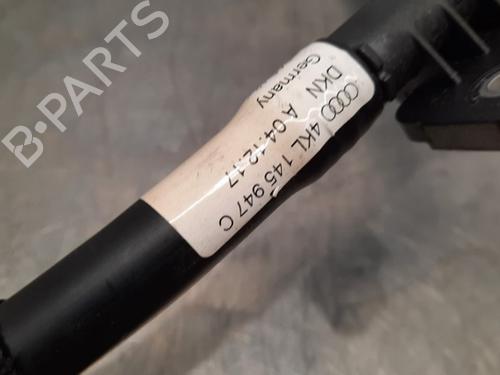 B-PARTS
4KL 145 947 C
DKN A 04.12.17
Germany